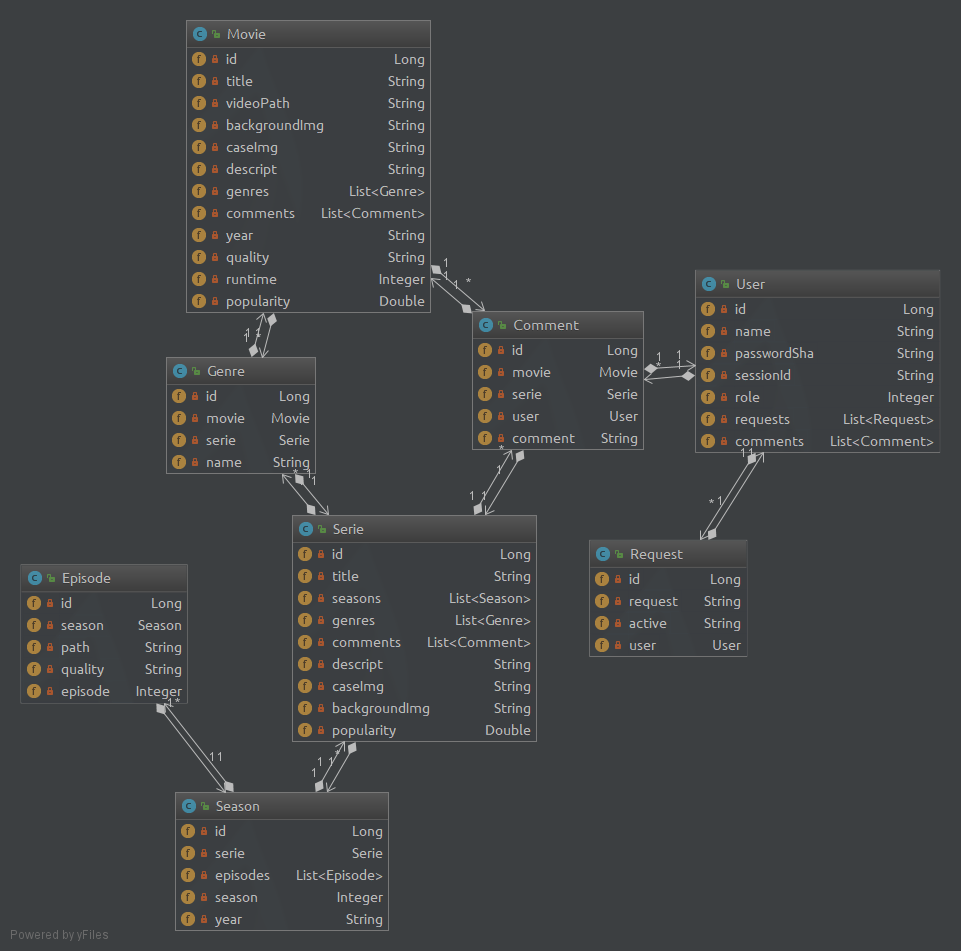 Movie
id Long
title String
videoPath String
backgroundImg String
caseImg String
descript String
genres List<Genre>
comments List<Comment>
year String
quality String
runtime Integer
popularity Double
1
1 1 *
1 1 *
User
id Long
name String
passwordSha String
sessionId String
role Integer
requests List<Request>
comments List<Comment>
Comment
id Long
movie Movie
serie Serie
user User
comment String
1 1
* 1
Genre
id Long
movie Movie
serie Serie
name String
* 1
1
*
1
1 1
1 1
* 1
Serie
id Long
title String
seasons List<Season>
genres List<Genre>
comments List<Comment>
descript String
caseImg String
backgroundImg String
popularity Double
Request
id Long
request String
active String
user User
Episode
id Long
season Season
path String
quality String
episode Integer
1 *
1 1
1 1 *
1
Season
id Long
serie Serie
episodes List<Episode>
season Integer
year String
Powered by yFiles